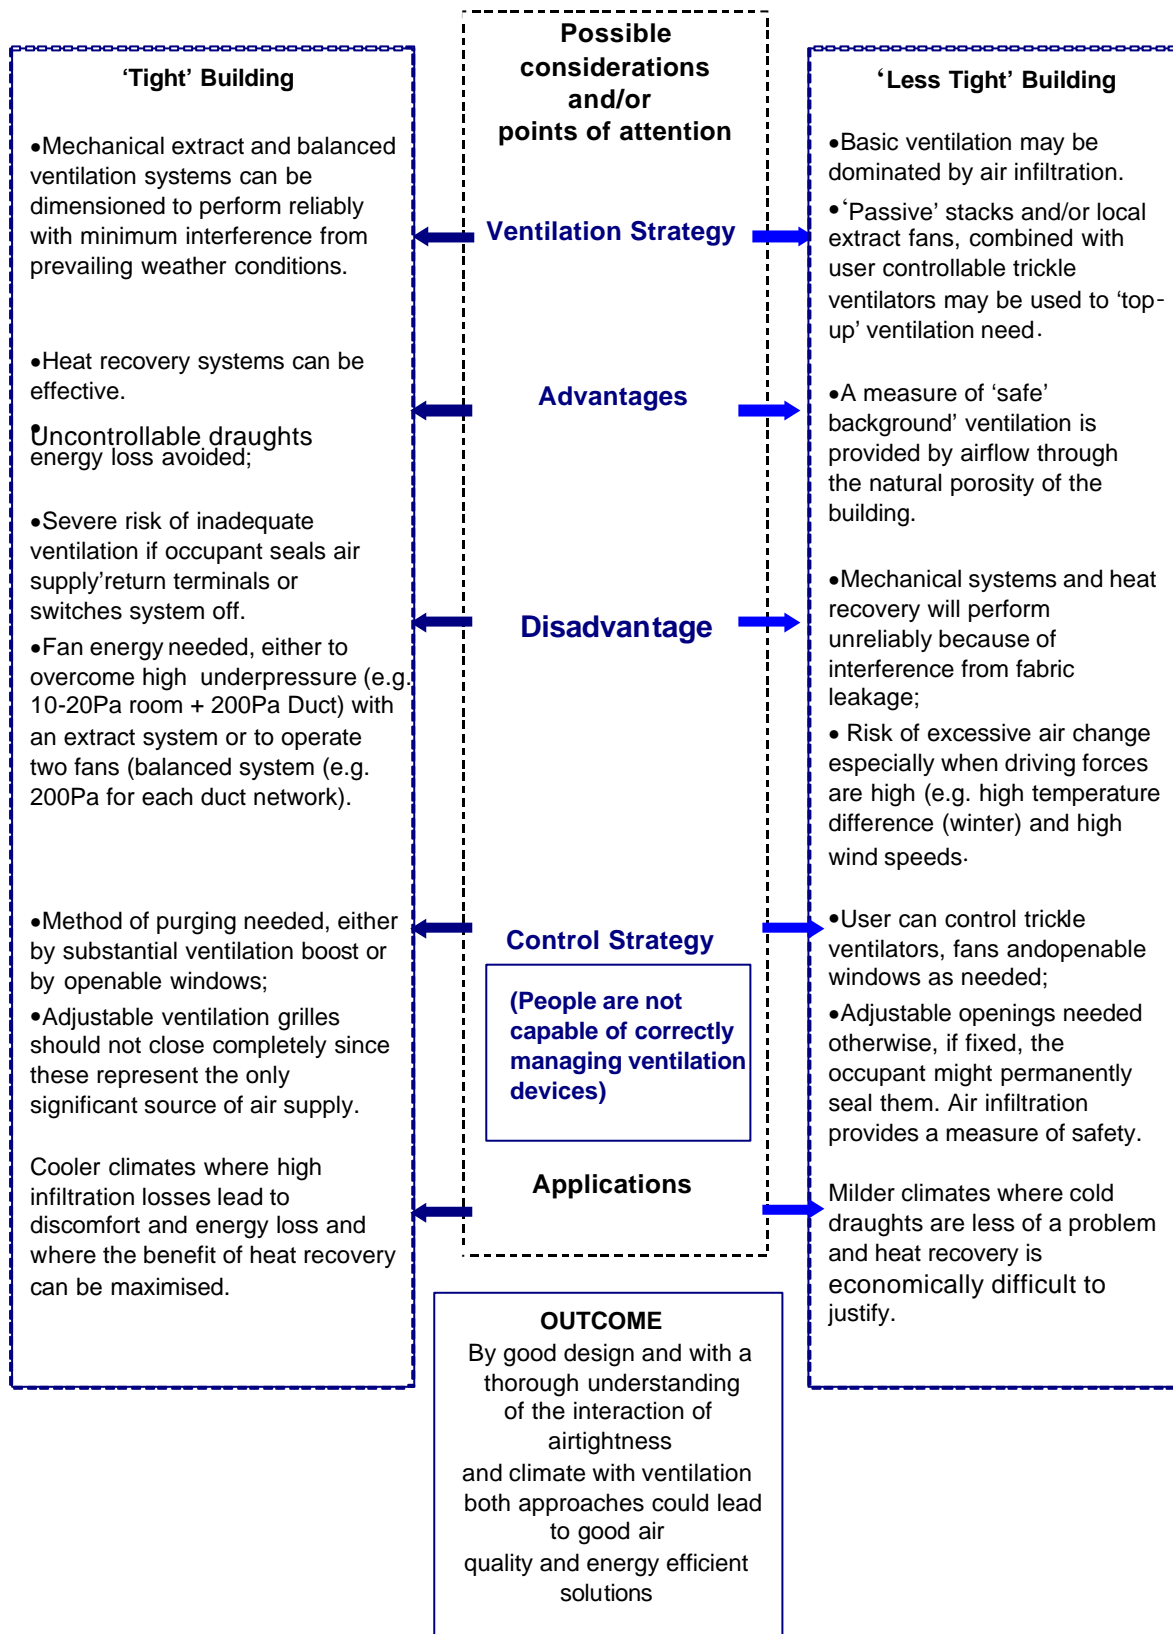 ‘Tight’ Building
•Mechanical extract and balanced
ventilation systems can be
dimensioned to perform reliably
with minimum interference from
prevailing weather conditions.
•Heat recovery systems can be
effective.
•
Uncontrollable draughts
energy loss avoided;
•Severe risk of inadequate
ventilation if occupant seals air
supply’return terminals or
switches system off.
•Fan energy needed, either to
overcome high underpressure (e.g.
10-20Pa room + 200Pa Duct) with
an extract system or to operate
two fans (balanced system (e.g.
200Pa for each duct network).
•Method of purging needed, either
by substantial ventilation boost or
by openable windows;
•Adjustable ventilation grilles
should not close completely since
these represent the only
significant source of air supply.
Cooler climates where high
infiltration losses lead to
discomfort and energy loss and
where the benefit of heat recovery
can be maximised.
Possible
considerations
and/or
points of attention
Ventilation Strategy
Advantages
Disadvantage
Control Strategy
(People are not
capable of correctly
managing ventilation
devices)
Applications
‘Less Tight’ Building
•Basic ventilation may be
dominated by air infiltration.
•‘Passive’ stacks and/or local
extract fans, combined with
user controllable trickle
ventilators may be used to ‘top-
up’ ventilation need.
•A measure of ‘safe’
background’ ventilation is
provided by airflow through
the natural porosity of the
building.
•Mechanical systems and heat
recovery will perform
unreliably because of
interference from fabric
leakage;
• Risk of excessive air change
especially when driving forces
are high (e.g. high temperature
difference (winter) and high
wind speeds.
•User can control trickle
ventilators, fans andopenable
windows as needed;
•Adjustable openings needed
otherwise, if fixed, the
occupant might permanently
seal them. Air infiltration
provides a measure of safety.
Milder climates where cold
draughts are less of a problem
and heat recovery is
economically difficult to
justify.
OUTCOME
By good design and with a
thorough understanding
of the interaction of
airtightness
and climate with ventilation
both approaches could lead
to good air
quality and energy efficient
solutions